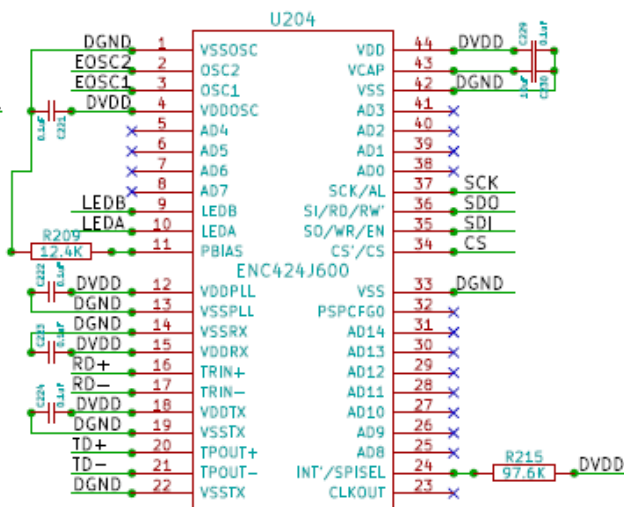 U204
DGND 1 VSSOSC VDD 44 DVDD C229 0.1uF
EOSC2 2 OSC2 VCAP 43
EOSC1 3 OSC1 VSS 42 DGND 10uF C230
0.1uF C221 DVDD 4 VDDOSC AD3 41
5 AD4 AD2 40
6 AD5 AD1 39
7 AD6 AD0 38
8 AD7 SCK/AL 37 SCK
LEDB 9 LEDB SI/RD/RW' 36 SDO
LEDA 10 LEDA SO/WR/EN 35 SDI
R209 12.4K 11 PBIAS CS'/CS 34 CS
ENC424J600
C222 0.1uF DVDD 12 VDDPLL VSS 33 DGND
DGND 13 VSSPLL PSPCFG0 32
DGND 14 VSSRX AD14 31
C223 0.1uF DVDD 15 VDDRX AD13 30
RD+ 16 TRIN+ AD12 29
RD- 17 TRIN- AD11 28
C224 0.1uF DVDD 18 VDDTX AD10 27
DGND 19 VSSTX AD9 26
TD+ 20 TPOUT+ AD8 25
TD- 21 TPOUT- INT'/SPISEL 24 R215 97.6K DVDD
DGND 22 VSSTX CLKOUT 23